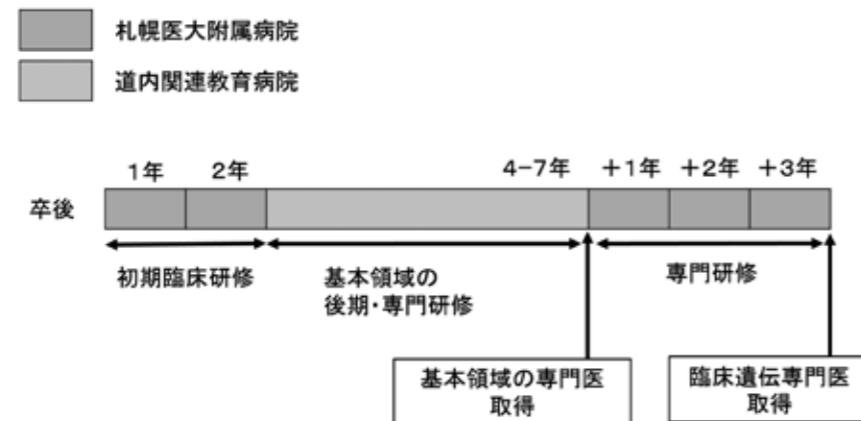 札幌医大附属病院
道内関連教育病院
1年 2年 4-7年 +1年 +2年 +3年
卒後
初期臨床研修 基本領域の 専門研修
後期・専門研修
基本領域の専門医 臨床遺伝専門医
取得 取得